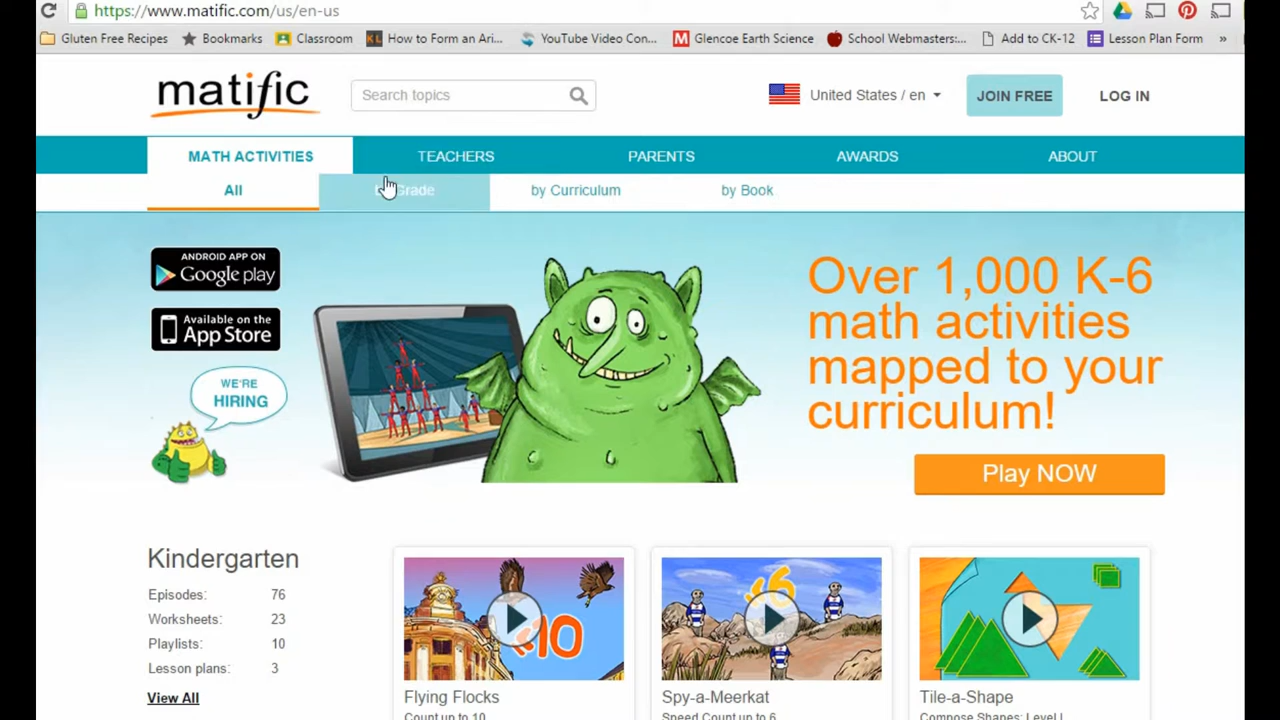 https://www.matific.com/us/en-us
Gluten Free Recipes Bookmarks Classroom KL How to Form an Ari... YouTube Video Con... M Glencoe Earth Science School Webmasters:... Add to CK-12 Lesson Plan Form »
matific Search topics United States / en JOIN FREE LOG IN
MATH ACTIVITIES TEACHERS PARENTS AWARDS ABOUT
All by Grade by Curriculum by Book
ANDROID APP ON
Google play
Available on the
App Store
WE'RE
HIRING
Over 1,000 K-6
math activities
mapped to your
curriculum!
Play NOW
Kindergarten
Episodes: 76
Worksheets: 23
Playlists: 10
Lesson plans: 3
View All
10
6
Flying Flocks Spy-a-Meerkat Tile-a-Shape
Count up to 10 Speed Count up to 6 Compose Shapes: Level I